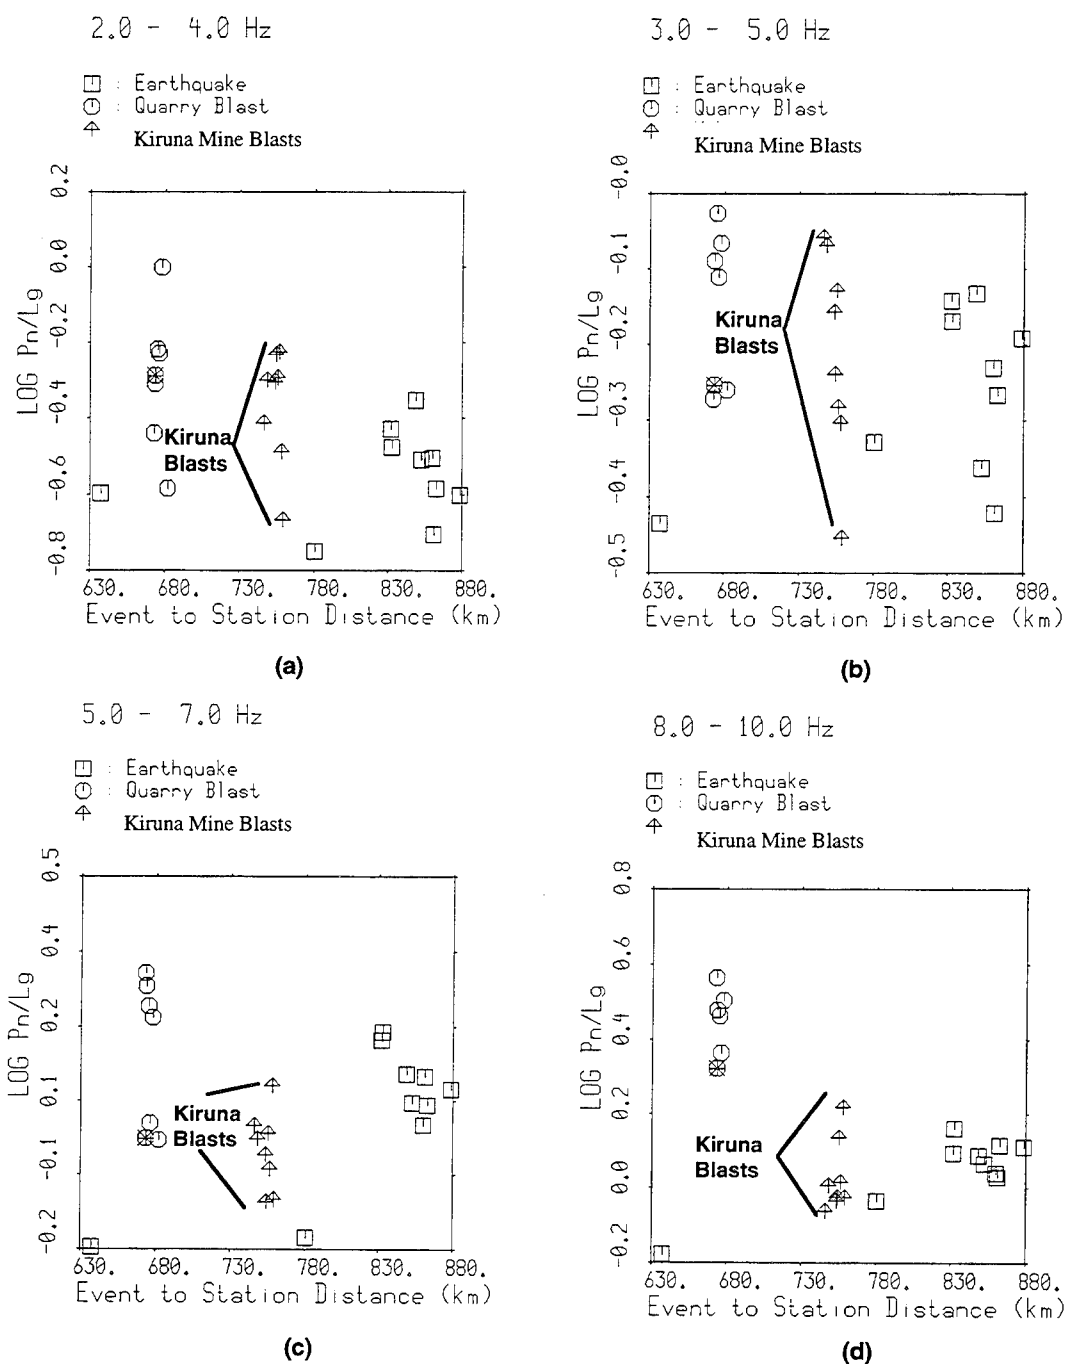 2.0 - 4.0 Hz
: Earthquake
: Quarry Blast
Kiruna Mine Blasts
LOG Pn/Lg
0.2
0.0
-0.2
-0.4
-0.6
-0.8
Kiruna
Blasts
630. 680. 730. 780. 830. 880.
Event to Station Distance (km)
(a)
3.0 - 5.0 Hz
: Earthquake
: Quarry Blast
Kiruna Mine Blasts
LOG Pn/Lg
-0.0
-0.1
-0.2
-0.3
-0.4
-0.5
Kiruna
Blasts
630. 680. 730. 780. 830. 880.
Event to Station Distance (km)
(b)
5.0 - 7.0 Hz
: Earthquake
: Quarry Blast
Kiruna Mine Blasts
LOG Pn/Lg
0.5
0.4
0.2
0.1
-0.1
-0.2
Kiruna
Blasts
630. 680. 730. 780. 830. 880.
Event to Station Distance (km)
(c)
8.0 - 10.0 Hz
: Earthquake
: Quarry Blast
Kiruna Mine Blasts
LOG Pn/Lg
0.8
0.6
0.4
0.2
0.0
-0.2
Kiruna
Blasts
630. 680. 730. 780. 830. 880.
Event to Station Distance (km)
(d)